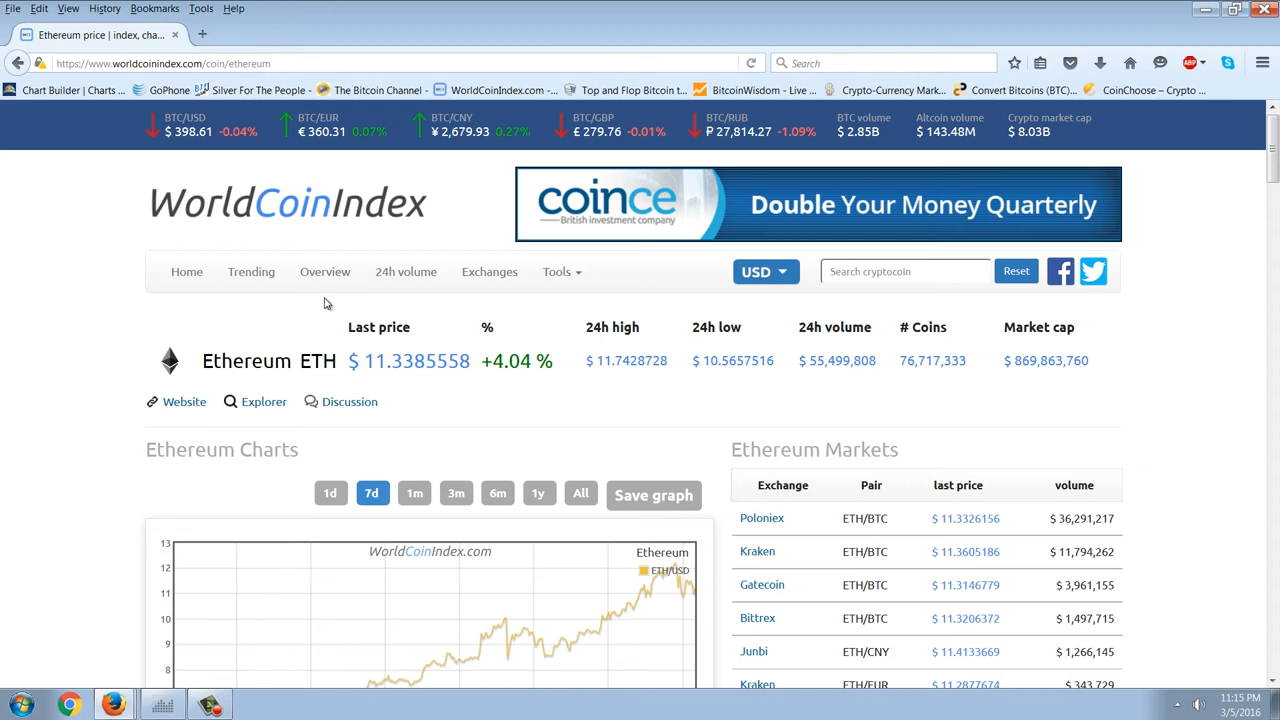 File Edit View History Bookmarks Tools Help
Ethereum price | index, cha...
https://www.worldcoinindex.com/coin/ethereum
Search
ABP
Chart Builder | Charts ... GoPhone Silver For The People - ... The Bitcoin Channel - ... WorldCoinIndex.com -... Top and Flop Bitcoin t... BitcoinWisdom - Live ... Crypto-Currency Mark... Convert Bitcoins (BTC)... CoinChoose – Crypto ...
BTC/USD BTC/EUR BTC/CNY BTC/GBP BTC/RUB BTC volume Altcoin volume Crypto market cap
$ 398.61 -0.04% € 360.31 0.07% ¥ 2,679.93 0.27% £ 279.76 -0.01% ₽ 27,814.27 -1.09% $ 2.85B $ 143.48M $ 8.03B
WorldCoinIndex
coince
British investment company
Double Your Money Quarterly
Home Trending Overview 24h volume Exchanges Tools USD Search cryptocoin Reset
Last price % 24h high 24h low 24h volume # Coins Market cap
Ethereum ETH $ 11.3385558 +4.04 % $ 11.7428728 $ 10.5657516 $ 55,499,808 76,717,333 $ 869,863,760
Website Explorer Discussion
Ethereum Charts
1d 7d 1m 3m 6m 1y All Save graph
WorldCoinIndex.com
Ethereum
ETH/USD
13
12
11
10
9
8
Ethereum Markets
Exchange Pair last price volume
Poloniex ETH/BTC $ 11.3326156 $ 36,291,217
Kraken ETH/BTC $ 11.3605186 $ 11,794,262
Gatecoin ETH/BTC $ 11.3146779 $ 3,961,155
Bittrex ETH/BTC $ 11.3206372 $ 1,497,715
Junbi ETH/CNY $ 11.4133669 $ 1,266,145
Kraken ETH/EUR $ 11.2877674 $ 343,729
11:15 PM
3/5/2016